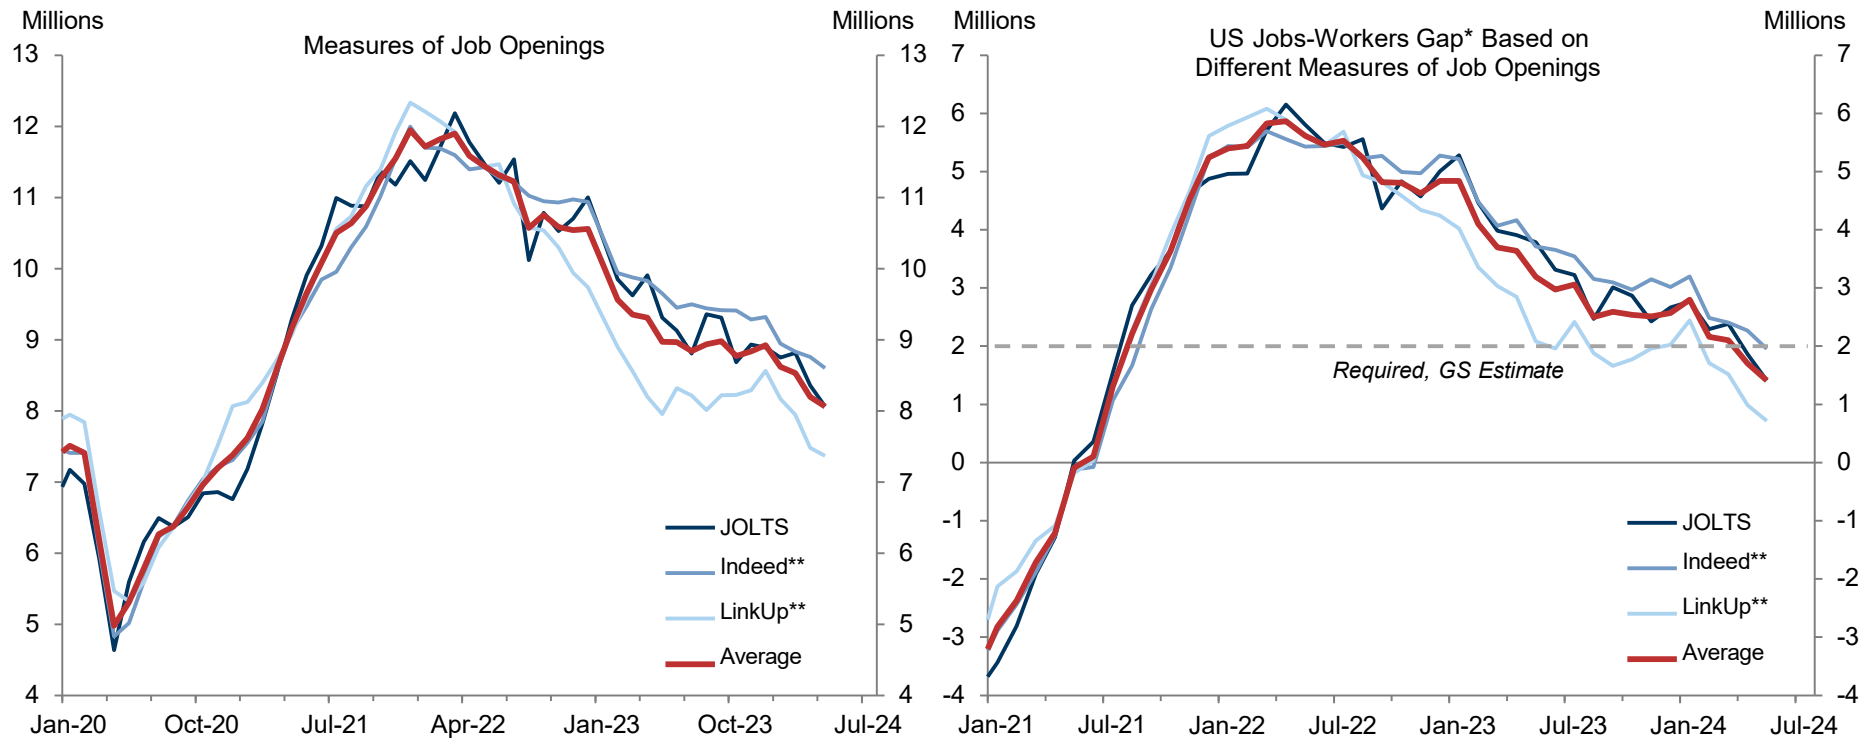 Millions
Millions
Measures of Job Openings
13
12
11
10
9
8
7
6
5
4
13
12
11
10
9
8
7
6
5
4
JOLTS
Indeed**
LinkUp**
Average
Jan-20
Oct-20
Jul-21
Apr-22
Jan-23
Oct-23
Jul-24
Millions
Millions
US Jobs-Workers Gap* Based on
Different Measures of Job Openings
7
6
5
4
3
2
1
0
-1
-2
-3
-4
7
6
5
4
3
2
1
0
-1
-2
-3
-4
Required, GS Estimate
JOLTS
Indeed**
LinkUp**
Average
Jan-21
Jul-21
Jan-22
Jul-22
Jan-23
Jul-23
Jan-24
Jul-24